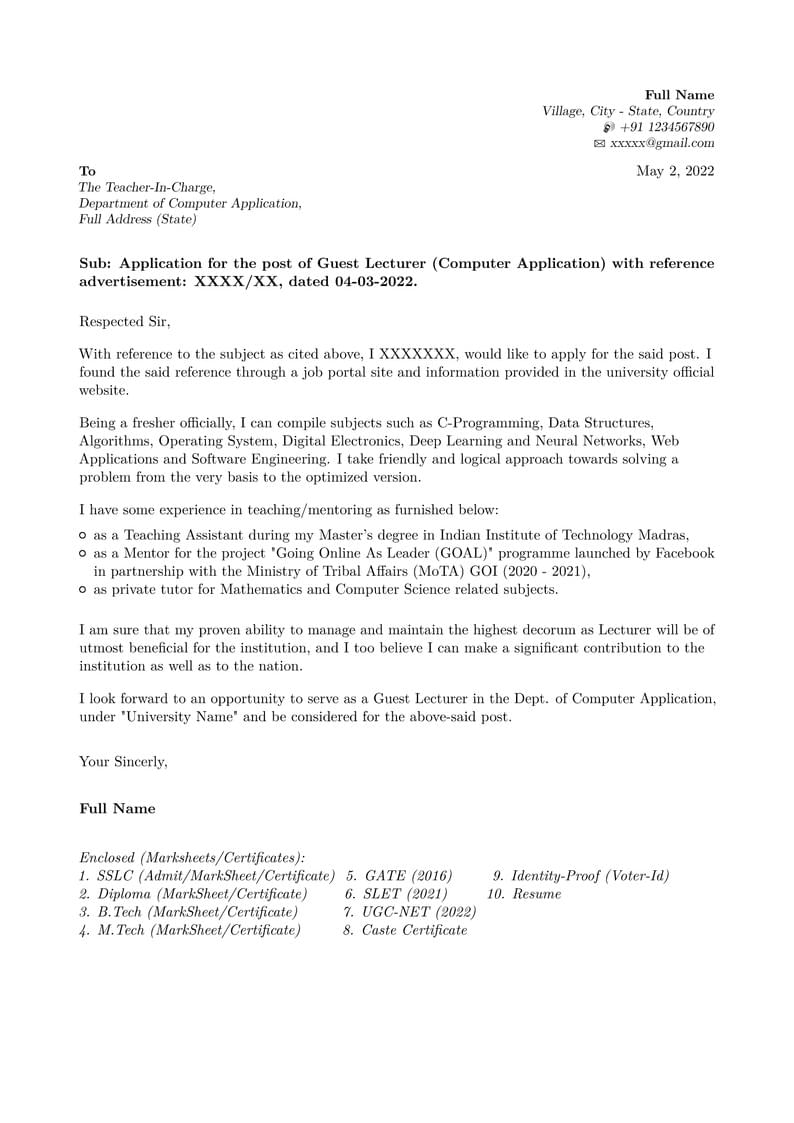 Full Name
Village, City - State, Country
+91 1234567890
xxxxx@gmail.com
To
May 2, 2022
The Teacher-In-Charge,
Department of Computer Application,
Full Address (State)
Sub: Application for the post of Guest Lecturer (Computer Application) with reference
advertisement: XXXX/XX, dated 04-03-2022.
Respected Sir,
With reference to the subject as cited above, I XXXXXXX, would like to apply for the said post. I
found the said reference through a job portal site and information provided in the university official
website.
Being a fresher officially, I can compile subjects such as C-Programming, Data Structures,
Algorithms, Operating System, Digital Electronics, Deep Learning and Neural Networks, Web
Applications and Software Engineering. I take friendly and logical approach towards solving a
problem from the very basis to the optimized version.
I have some experience in teaching/mentoring as furnished below:
as a Teaching Assistant during my Master's degree in Indian Institute of Technology Madras,
as a Mentor for the project "Going Online As Leader (GOAL)" programme launched by Facebook
in partnership with the Ministry of Tribal Affairs (MoTA) GOI (2020 - 2021),
as private tutor for Mathematics and Computer Science related subjects.
I am sure that my proven ability to manage and maintain the highest decorum as Lecturer will be of
utmost beneficial for the institution, and I too believe I can make a significant contribution to the
institution as well as to the nation.
I look forward to an opportunity to serve as a Guest Lecturer in the Dept. of Computer Application,
under "University Name" and be considered for the above-said post.
Your Sincerely,
Full Name
Enclosed (Marksheets/Certificates):
1. SSLC (Admit/MarkSheet/Certificate) 5. GATE (2016) 9. Identity-Proof (Voter-Id)
2. Diploma (MarkSheet/Certificate) 6. SLET (2021) 10. Resume
3. B.Tech (MarkSheet/Certificate) 7. UGC-NET (2022)
4. M.Tech (MarkSheet/Certificate) 8. Caste Certificate